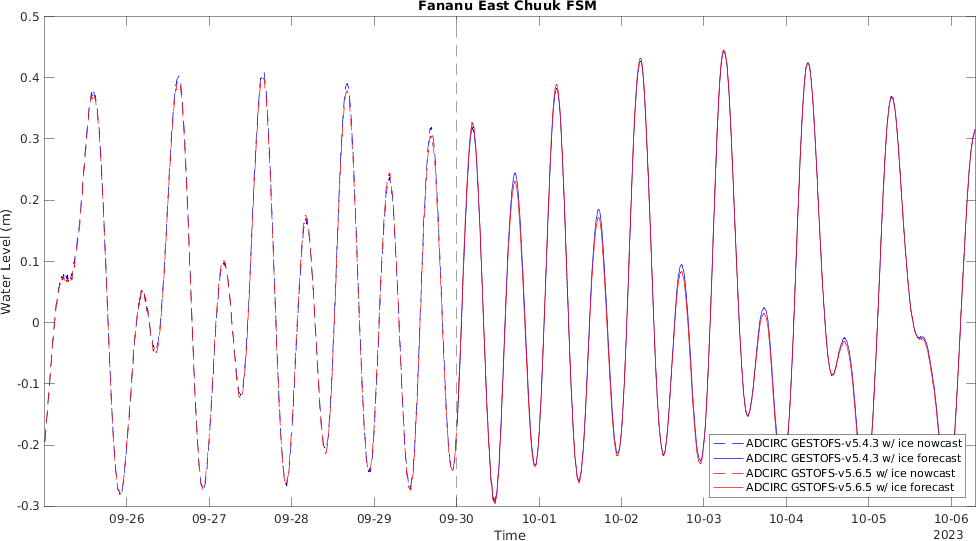 Fananu East Chuuk FSM
0.5
0.4
0.3
0.2
0.1
0
-0.1
-0.2
-0.3
Water Level (m)
ADCIRC GESTOFS-v5.4.3 w/ ice nowcast
ADCIRC GESTOFS-v5.4.3 w/ ice forecast
ADCIRC GSTOFS-v5.6.5 w/ ice nowcast
ADCIRC GSTOFS-v5.6.5 w/ ice forecast
09-26 09-27 09-28 09-29 09-30 10-01 10-02 10-03 10-04 10-05 10-06
Time
2023